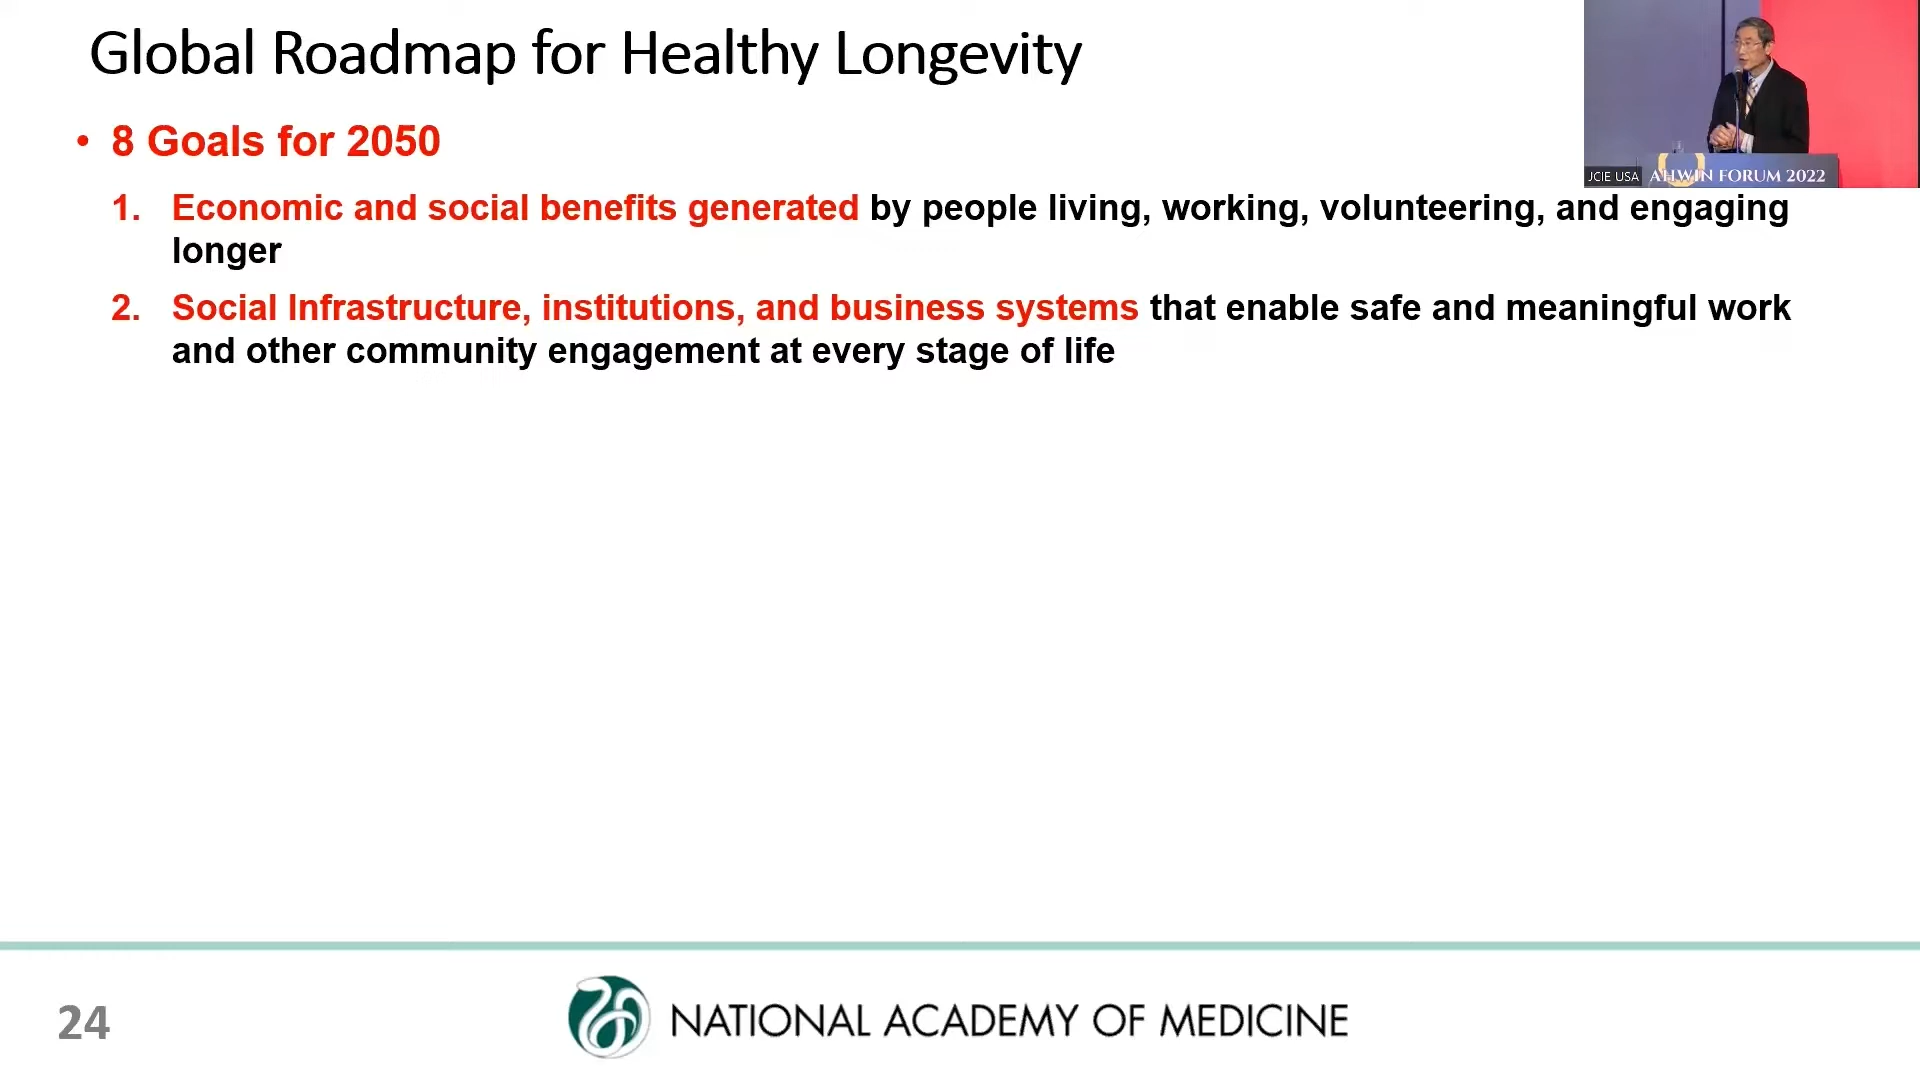 Global Roadmap for Healthy Longevity
• 8 Goals for 2050
1. Economic and social benefits generated by people living, working, volunteering, and engaging
longer
2. Social Infrastructure, institutions, and business systems that enable safe and meaningful work
and other community engagement at every stage of life
JCIE USA
AHWIN FORUM 2022
24
NATIONAL ACADEMY OF MEDICINE